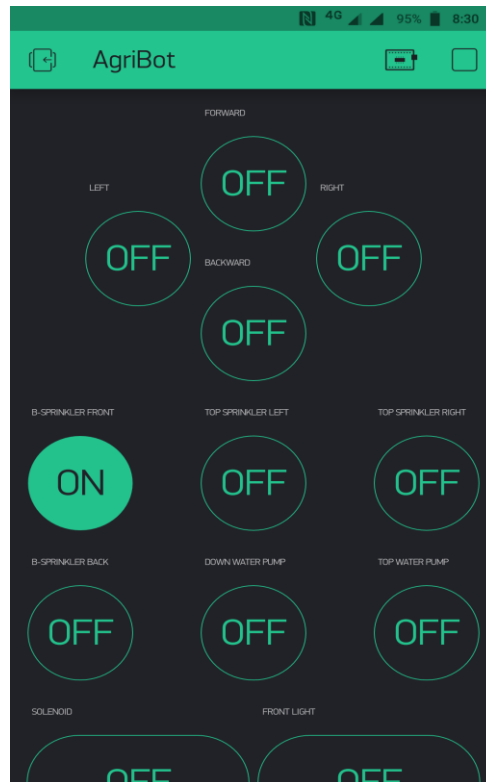 4G 95% 8:30
AgriBot
FORWARD
OFF
LEFT
OFF
RIGHT
OFF
BACKWARD
OFF
B-SPRINKLER FRONT
ON
TOP SPRINKLER LEFT
OFF
TOP SPRINKLER RIGHT
OFF
B-SPRINKLER BACK
OFF
DOWN WATER PUMP
OFF
TOP WATER PUMP
OFF
SOLENOID
OFF
FRONT LIGHT
OFF